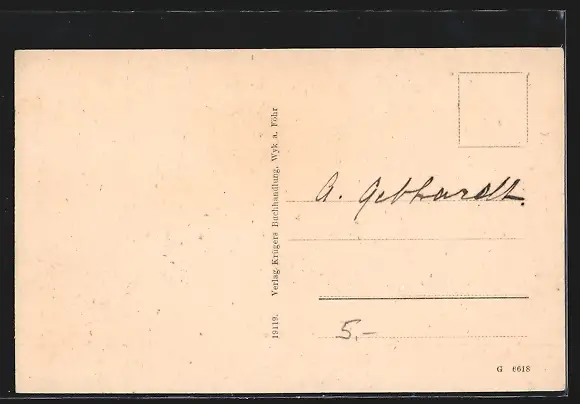 19119. Verlag Krügers Buchhandlung, Wyk a. Föhr
A. Gebhardt.
5.-
G 6618